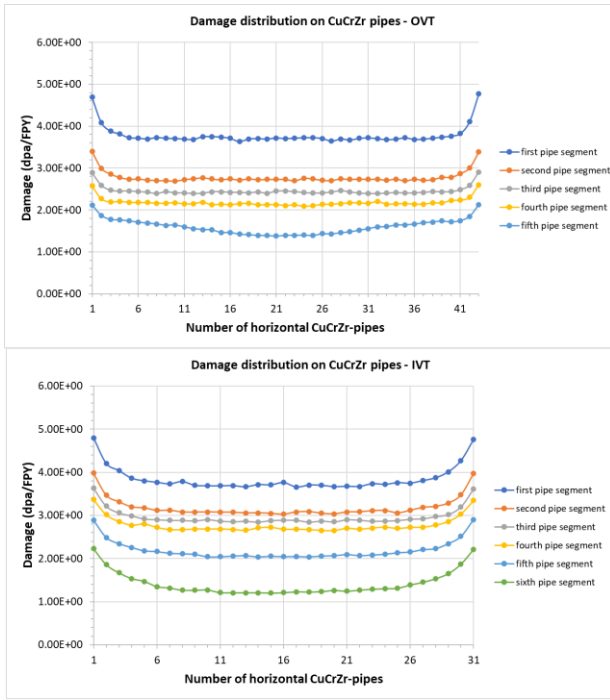 Damage distribution on CuCrZr pipes - OVT
6.00E+00
5.00E+00
4.00E+00
3.00E+00
2.00E+00
1.00E+00
0.00E+00
Damage (dpa/FPY)
1 6 11 16 21 26 31 36 41
Number of horizontal CuCrZr-pipes
first pipe segment
second pipe segment
third pipe segment
fourth pipe segment
fifth pipe segment
Damage distribution on CuCrZr pipes - IVT
6.00E+00
5.00E+00
4.00E+00
3.00E+00
2.00E+00
1.00E+00
0.00E+00
Damage (dpa/FPY)
1 6 11 16 21 26 31
Number of horizontal CuCrZr-pipes
first pipe segment
second pipe segment
third pipe segment
fourth pipe segment
fifth pipe segment
sixth pipe segment